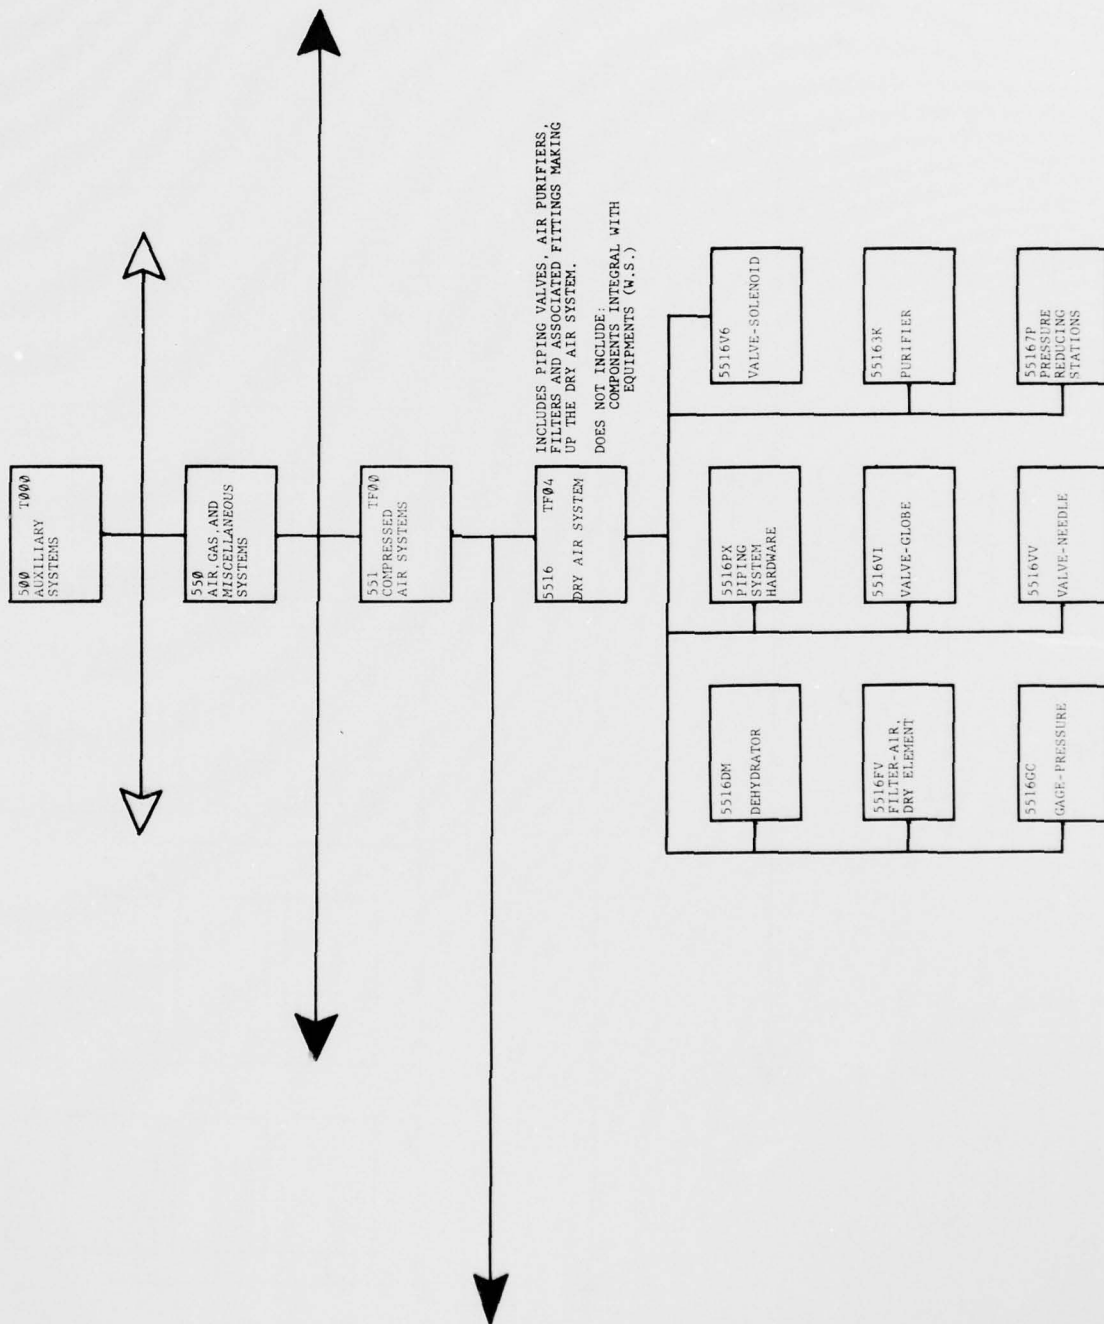 500 T000
AUXILIARY
SYSTEMS
550
AIR, GAS, AND
MISCELLANEOUS
SYSTEMS
551 TF00
COMPRESSED
AIR SYSTEMS
5516 TF04
DRY AIR SYSTEM
INCLUDES PIPING VALVES, AIR PURIFIERS,
FILTERS AND ASSOCIATED FITTINGS MAKING
UP THE DRY AIR SYSTEM.
DOES NOT INCLUDE:
COMPONENTS INTEGRAL WITH
EQUIPMENTS (W.S.)
5516DM
DEHYDRATOR
5516PX
PIPING
SYSTEM
HARDWARE
5516V6
VALVE-SOLENOID
5516FV
FILTER-AIR,
DRY ELEMENT
5516VI
VALVE-GLOBE
55163K
PURIFIER
5516GC
GAGE-PRESSURE
5516VV
VALVE-NEEDLE
55167P
PRESSURE
REDUCING
STATIONS